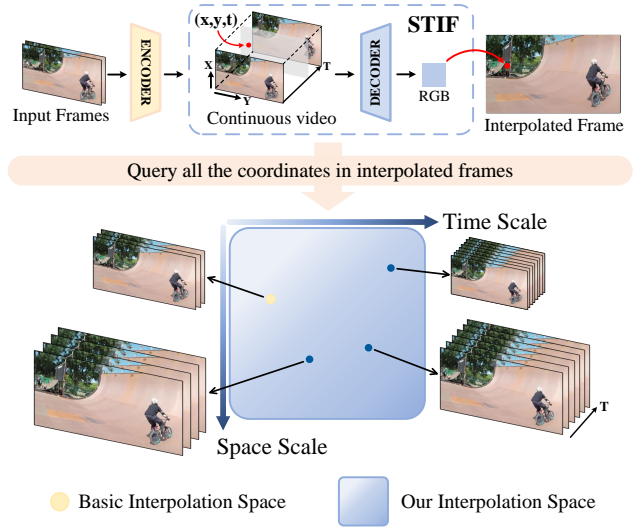 (x,y,t)
STIF
ENCODER
X
T
Y
DECODER
RGB
Input Frames
Continuous video
Interpolated Frame
Query all the coordinates in interpolated frames
Time Scale
T
Space Scale
Basic Interpolation Space
Our Interpolation Space